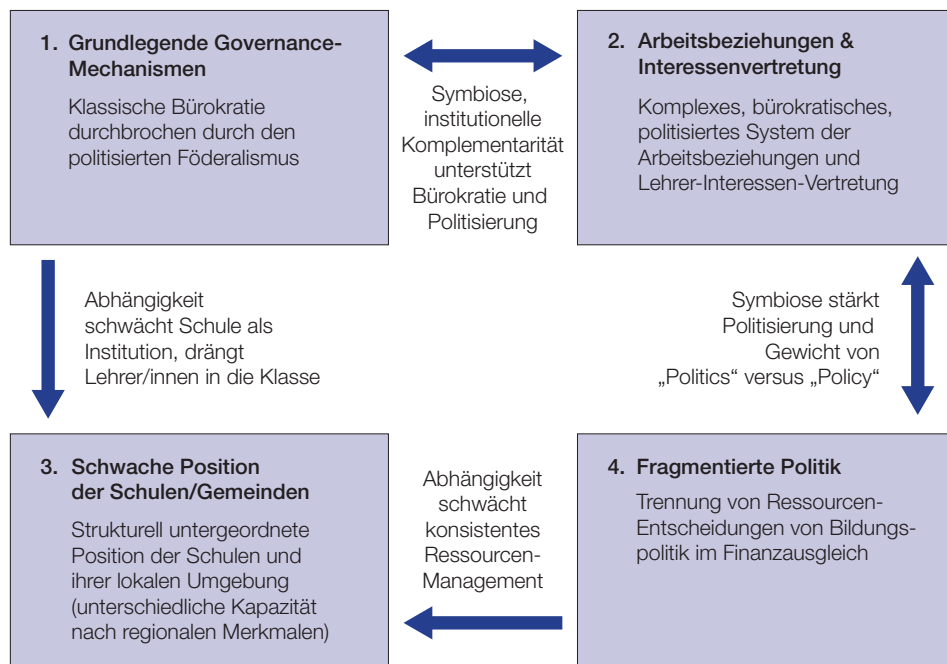 1. Grundlegende Governance-
Mechanismen
Klassische Bürokratie
durchbrochen durch den
politisierten Föderalismus
Symbiose,
institutionelle
Komplementarität
unterstützt
Bürokratie und
Politisierung
2. Arbeitsbeziehungen &
Interessenvertretung
Komplexes, bürokratisches,
politisiertes System der
Arbeitsbeziehungen und
Lehrer-Interessen-Vertretung
Abhängigkeit
schwächt Schule als
Institution, drängt
Lehrer/innen in die Klasse
Symbiose stärkt
Politisierung und
Gewicht von
„Politics“ versus „Policy“
3. Schwache Position
der Schulen/Gemeinden
Strukturell untergeordnete
Position der Schulen und
ihrer lokalen Umgebung
(unterschiedliche Kapazität
nach regionalen Merkmalen)
Abhängigkeit
schwächt
konsistentes
Ressourcen-
Management
4. Fragmentierte Politik
Trennung von Ressourcen-
Entscheidungen von Bildungs-
politik im Finanzausgleich